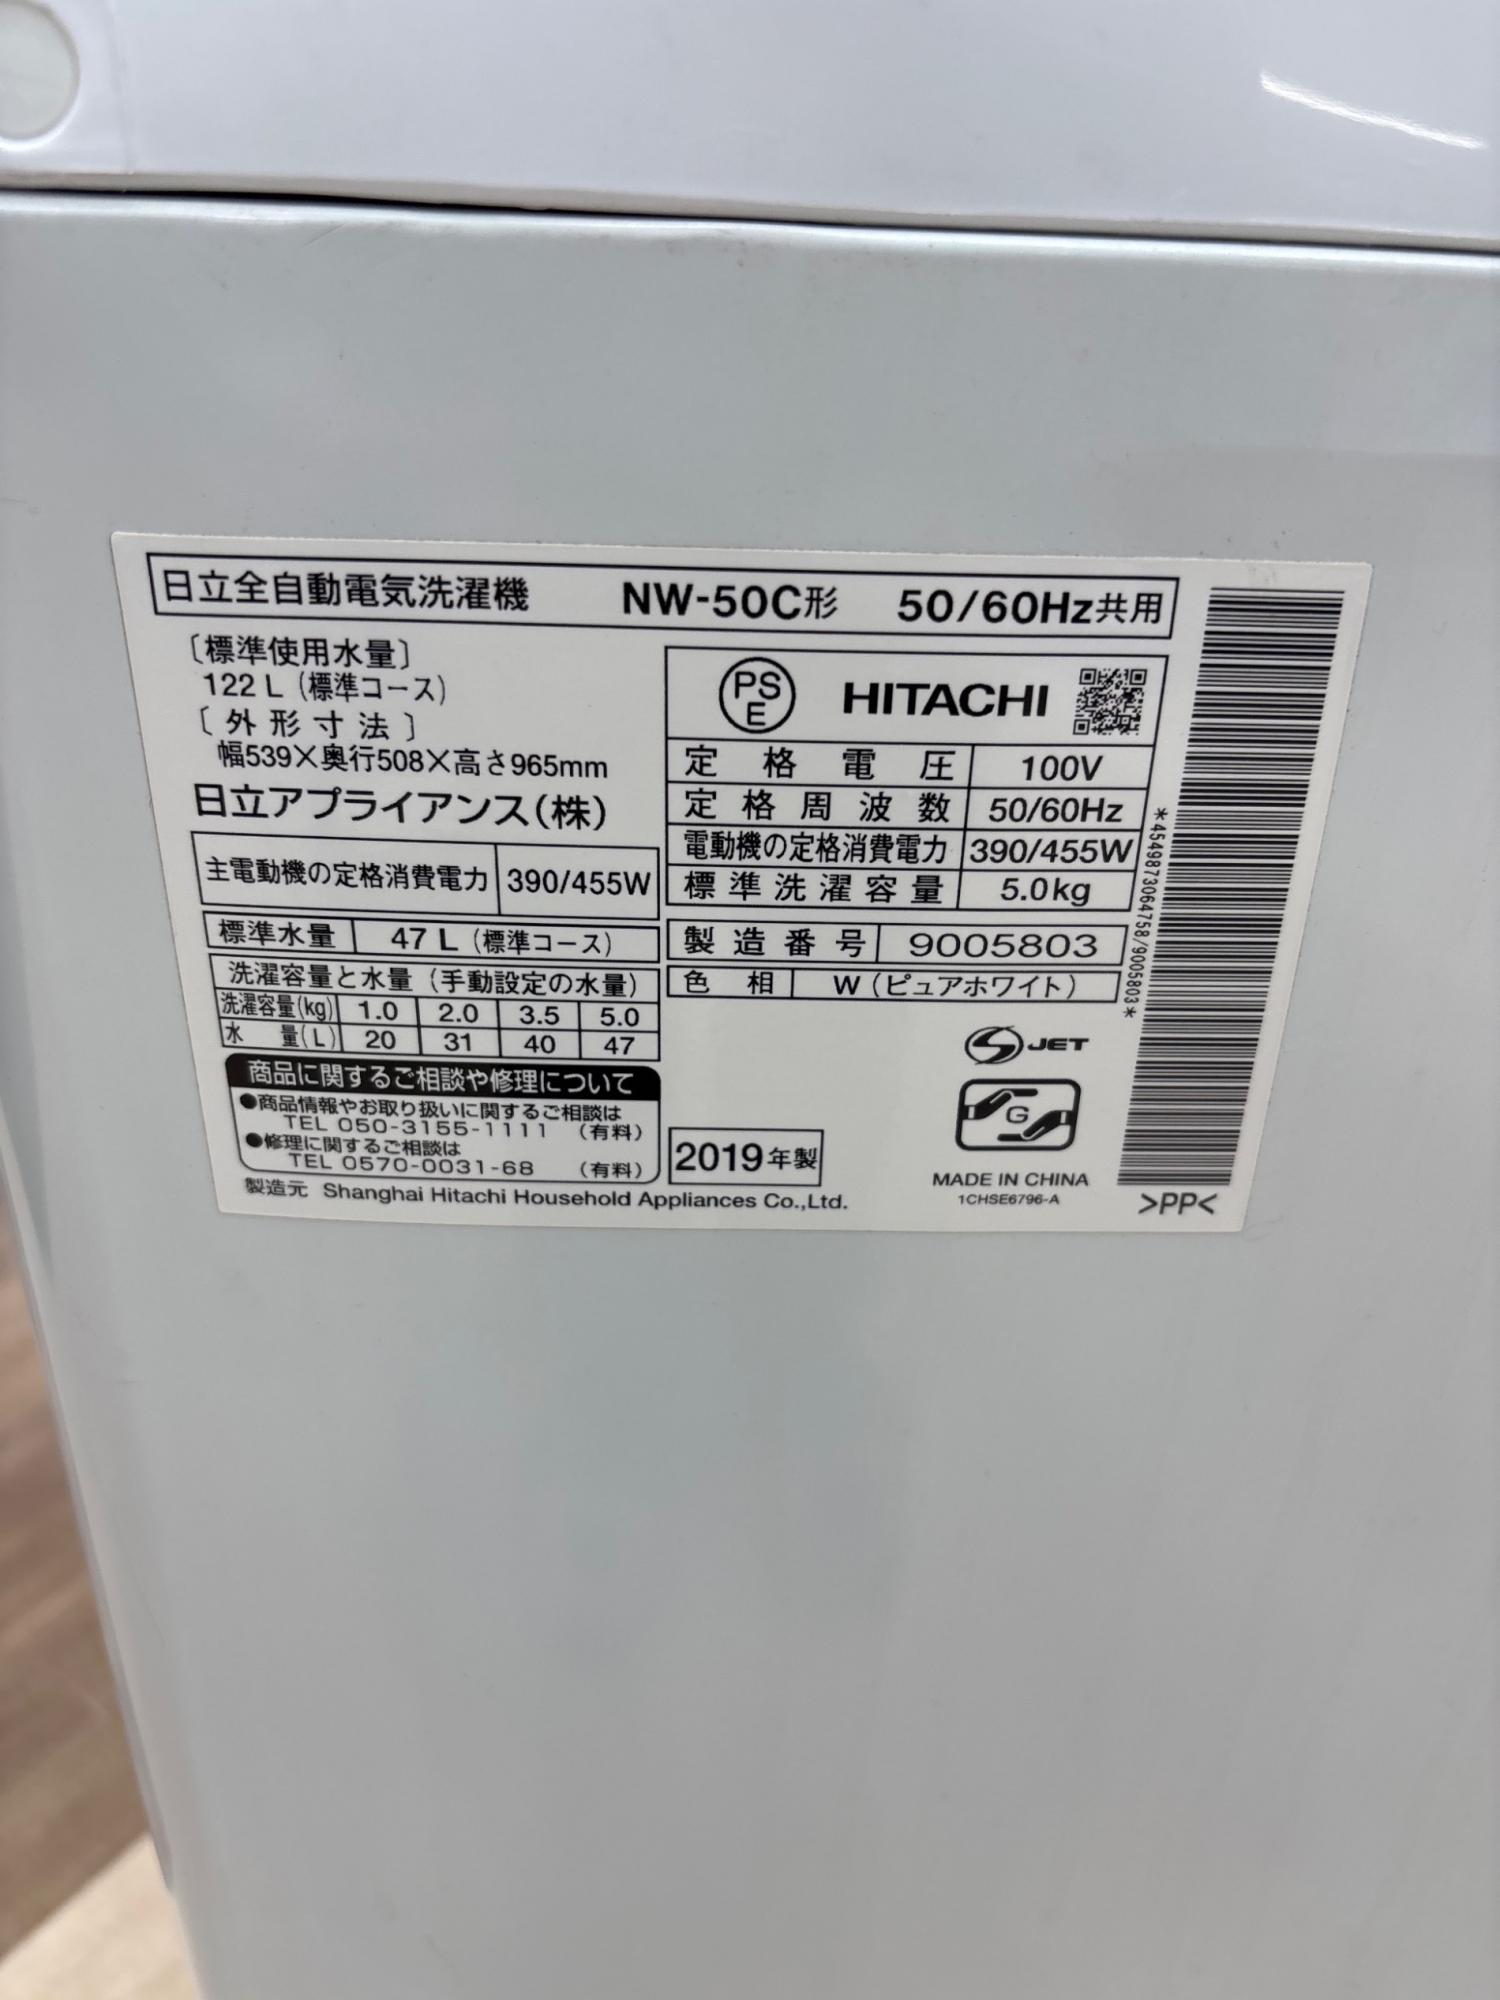 日立全自動電気洗濯機 NW-50C形 50/60Hz共用
〔標準使用水量〕
122 L（標準コース）
〔外形寸法〕
幅539×奥行508×高さ965mm
日立アプライアンス(株)
主電動機の定格消費電力 390/455W
標準水量 47 L（標準コース）
洗濯容量と水量（手動設定の水量）
洗濯容量(kg) 1.0 2.0 3.5 5.0
水量(L) 20 31 40 47
商品に関するご相談や修理について
●商品情報やお取り扱いに関するご相談は
TEL 050-3155-1111 （有料）
●修理に関するご相談は
TEL 0570-0031-68 （有料）
製造元 Shanghai Hitachi Household Appliances Co.,Ltd.
PSE HITACHI
定格電圧 100V
定格周波数 50/60Hz
電動機の定格消費電力 390/455W
標準洗濯容量 5.0kg
製造番号 9005803
色相 W（ピュアホワイト）
S JET
G
2019年製
MADE IN CHINA
1CHSE6796-A
*4549873064758/9005803*
>PP<